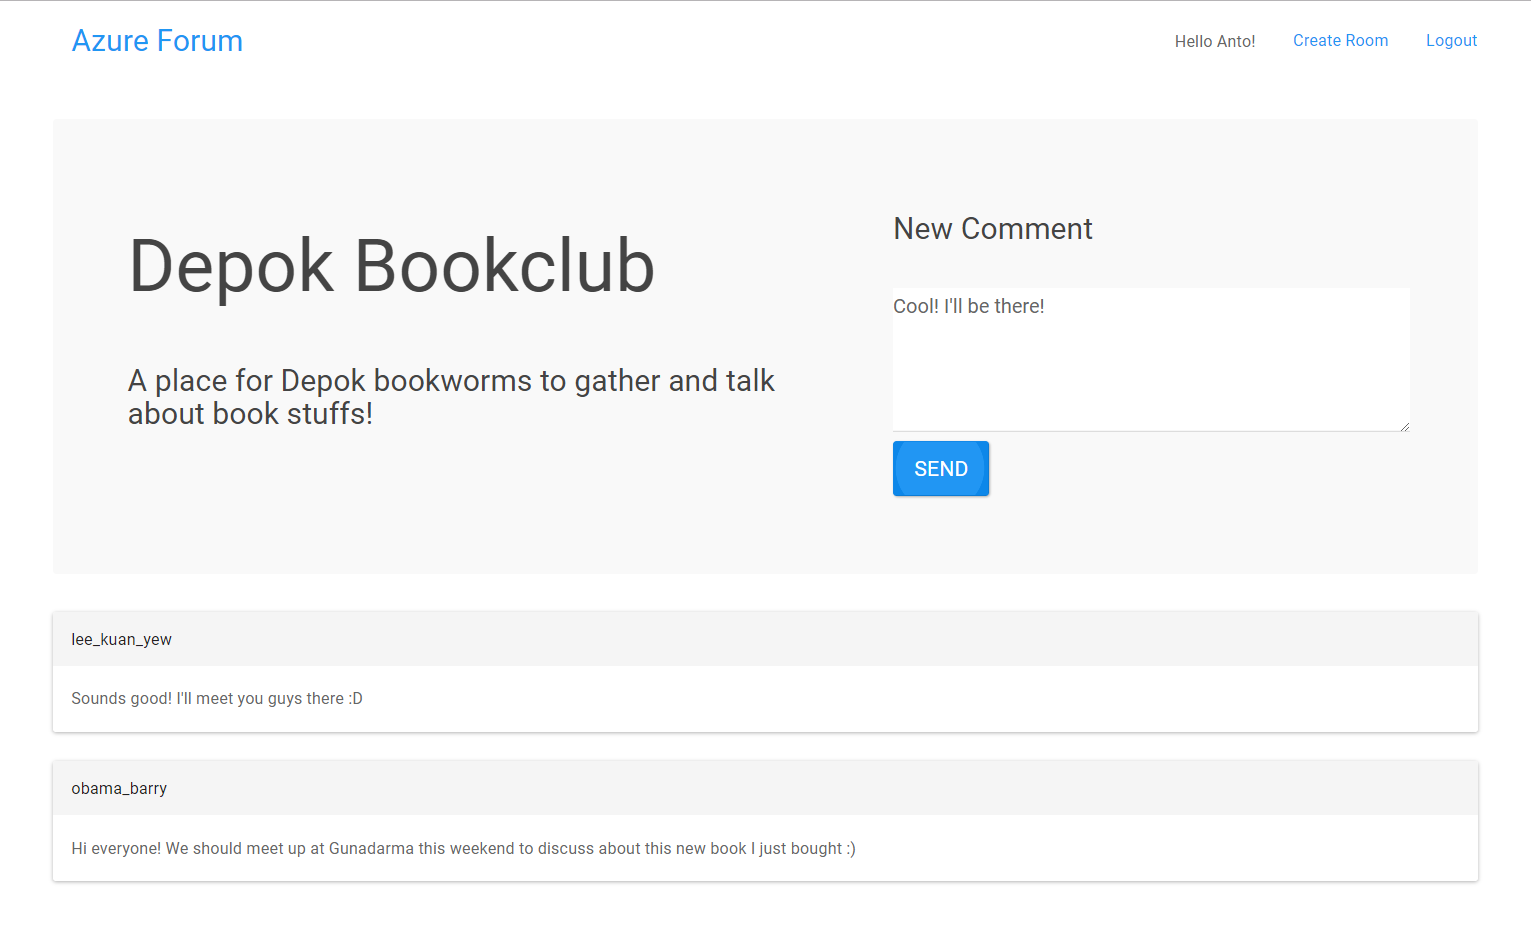 Azure Forum
Hello Anto!
Create Room
Logout
Depok Bookclub
A place for Depok bookworms to gather and talk
about book stuffs!
New Comment
Cool! I'll be there!
SEND
lee_kuan_yew
Sounds good! I'll meet you guys there :D
obama_barry
Hi everyone! We should meet up at Gunadarma this weekend to discuss about this new book I just bought :)